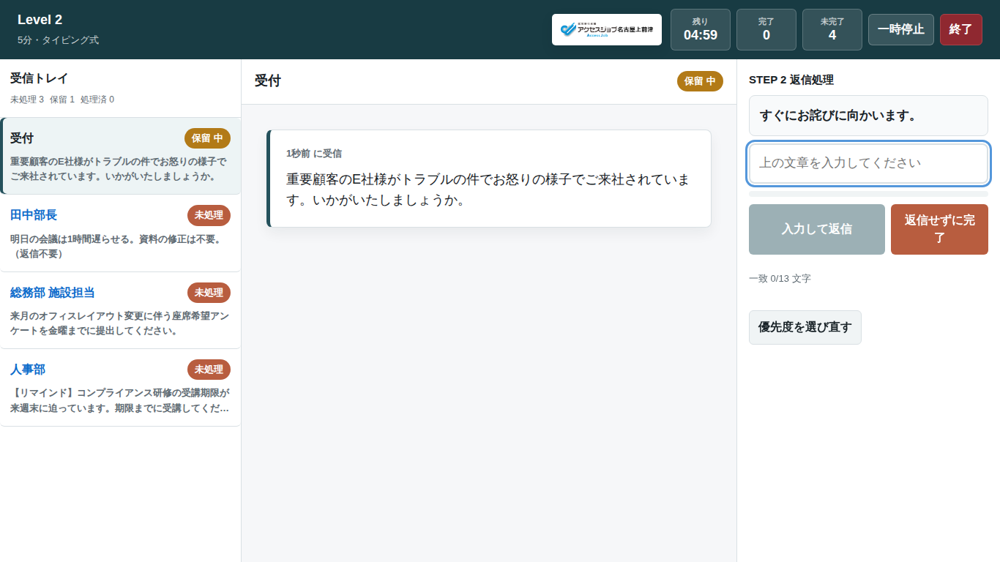 Level 2
5分・タイピング式
アクセスジョブ名古屋上前津
AccessJob
残り
04:59
完了
0
未完了
4
一時停止
終了
受信トレイ
未処理 3 保留 1 処理済 0
受付
保留 中
重要顧客のE社様がトラブルの件でお怒りの様子で
ご来社されています。いかがいたしましょうか。
田中部長
未処理
明日の会議は1時間遅らせる。資料の修正は不要。
（返信不要）
総務部 施設担当
未処理
来月のオフィスレイアウト変更に伴う座席希望アン
ケートを金曜までに提出してください。
人事部
未処理
【リマインド】コンプライアンス研修の受講期限が
来週末に迫っています。期限までに受講してくだ…
受付
保留 中
1秒前 に受信
重要顧客のE社様がトラブルの件でお怒りの様子でご来社されていま
す。いかがいたしましょうか。
STEP 2 返信処理
すぐにお詫びに向かいます。
上の文章を入力してください
入力して返信
返信せずに完
了
一致 0/13 文字
優先度を選び直す